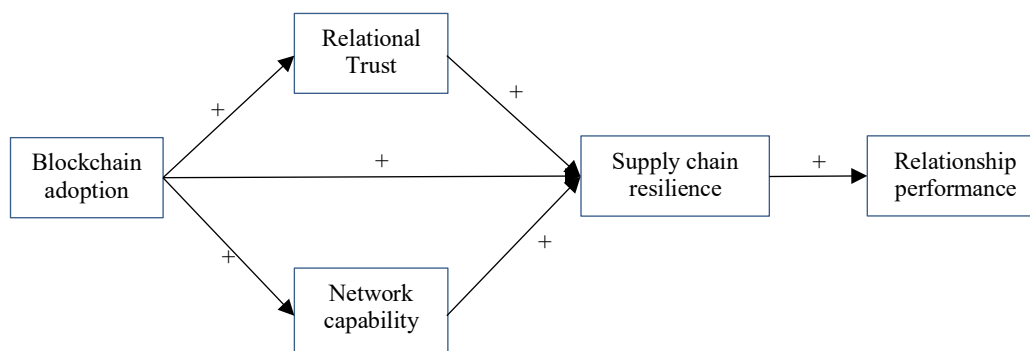 Relational
Trust
+
+
Blockchain
adoption
+
Supply chain
resilience
+
Relationship
performance
+
+
Network
capability